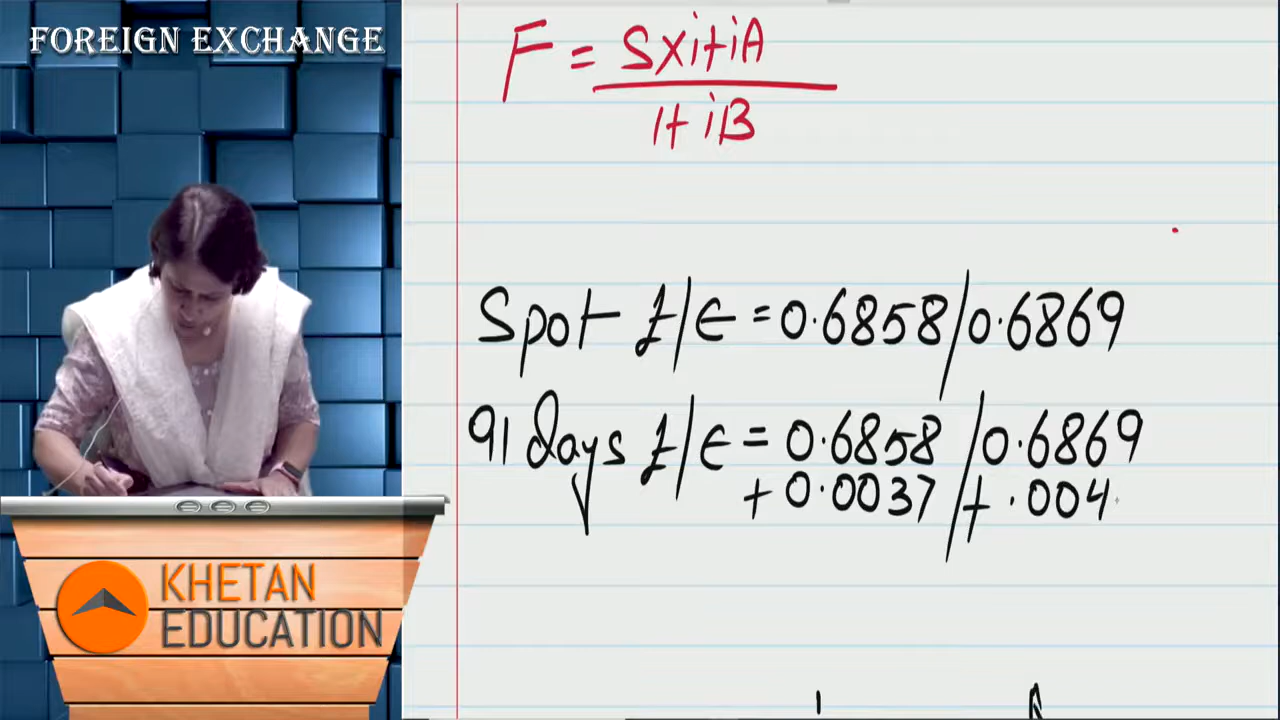 FOREIGN EXCHANGE
F = S×1+iA
1+iB
Spot £/€ = 0.6858/0.6869
91 days £/€ = 0.6858/0.6869
+0.0037/+.004
KHETAN
EDUCATION